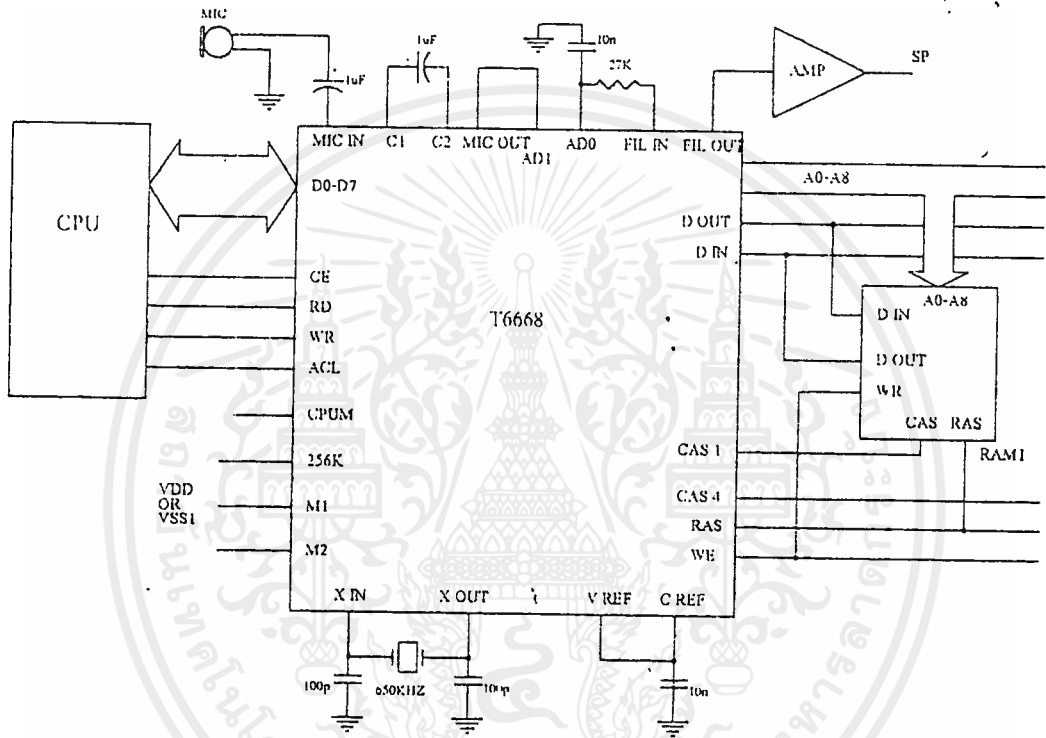 MIC
1uF
1uF
10n
27K
AMP
SP
MIC IN
C1
C2
MIC OUT
AD1
AD0
FIL IN
FIL OUT
CPU
D0-D7
A0-A8
D OUT
D IN
CE
RD
WR
ACL
CPUM
256K
VDD
OR
VSS1
M1
M2
T6668
A0-A8
D IN
D OUT
WR
CAS
RAS
RAM1
CAS 1
CAS 4
RAS
WE
X IN
X OUT
V REF
C REF
100p
650KHZ
100p
10n